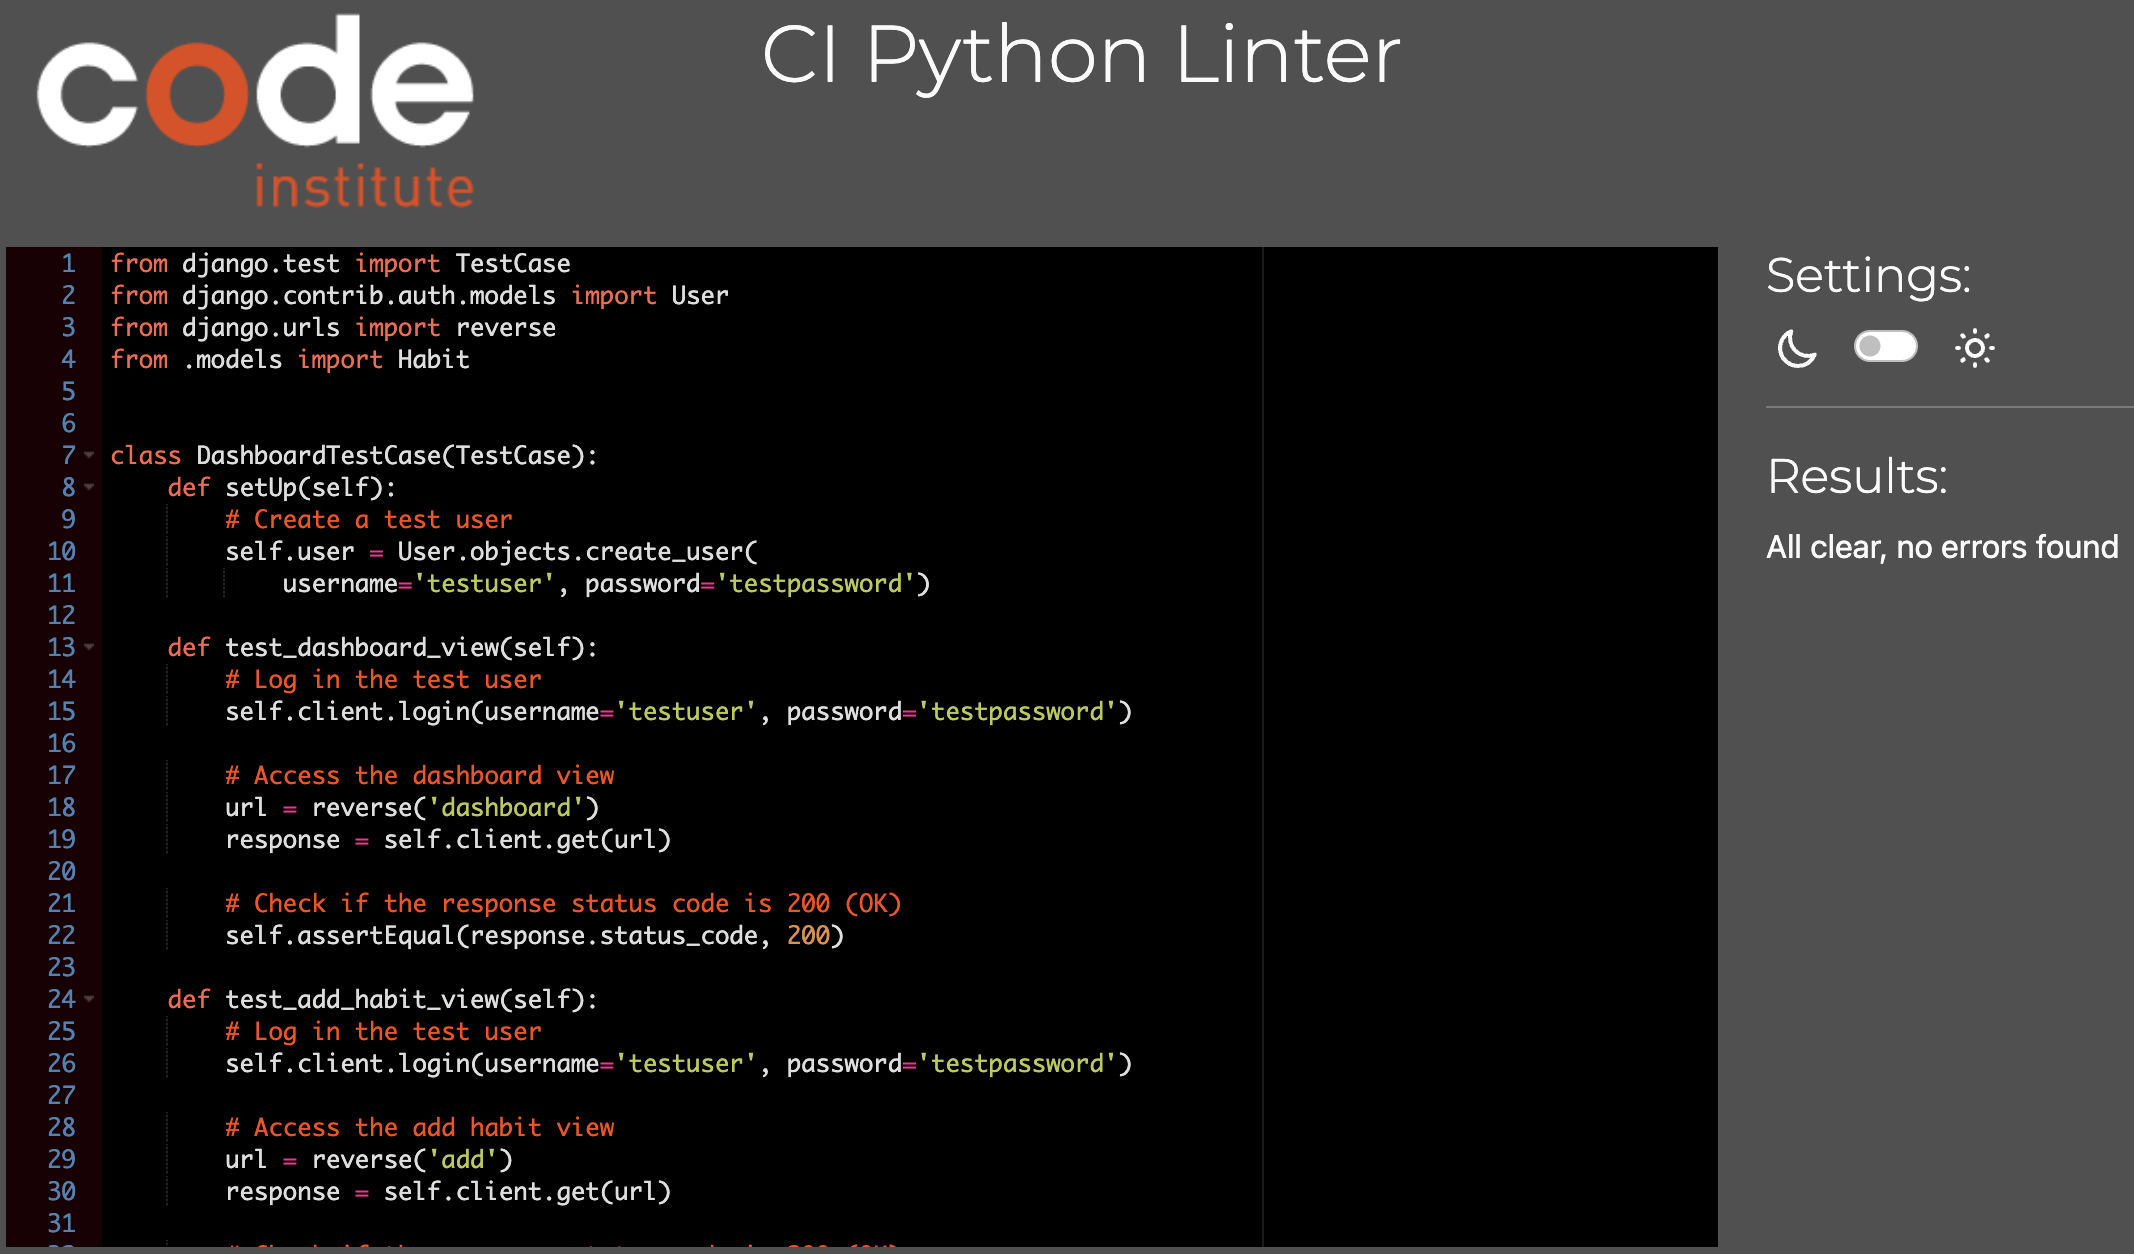 code
institute
CI Python Linter
1 from django.test import TestCase
2 from django.contrib.auth.models import User
3 from django.urls import reverse
4 from .models import Habit
5
6
7 class DashboardTestCase(TestCase):
8     def setUp(self):
9         # Create a test user
10         self.user = User.objects.create_user(
11             username='testuser', password='testpassword')
12
13     def test_dashboard_view(self):
14         # Log in the test user
15         self.client.login(username='testuser', password='testpassword')
16
17         # Access the dashboard view
18         url = reverse('dashboard')
19         response = self.client.get(url)
20
21         # Check if the response status code is 200 (OK)
22         self.assertEqual(response.status_code, 200)
23
24     def test_add_habit_view(self):
25         # Log in the test user
26         self.client.login(username='testuser', password='testpassword')
27
28         # Access the add habit view
29         url = reverse('add')
30         response = self.client.get(url)
31
Settings:
Results:
All clear, no errors found